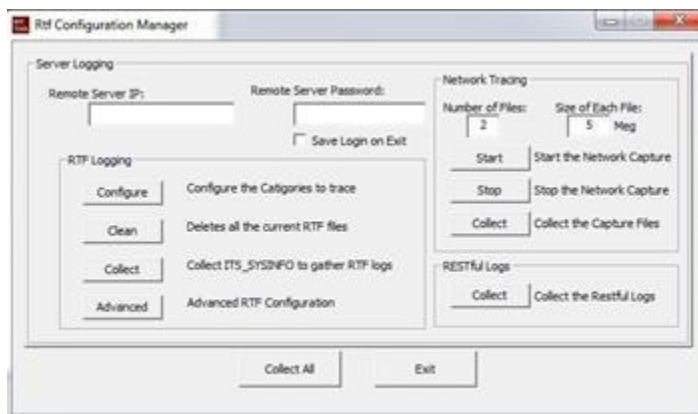 Rtf Configuration Manager
Server Logging
Remote Server IP:
Remote Server Password:
Save Login on Exit
RTF Logging
Configure
Configure the Catigories to trace
Clean
Deletes all the current RTF files
Collect
Collect ITS_SYSINFO to gather RTF logs
Advanced
Advanced RTF Configuration
Network Tracing
Number of Files:
Size of Each File:
2
5 Meg
Start
Start the Network Capture
Stop
Stop the Network Capture
Collect
Collect the Capture Files
RESTful Logs
Collect
Collect the Restful Logs
Collect All
Exit